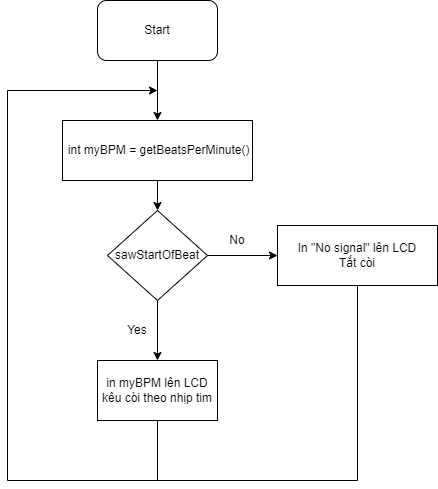 Start
int myBPM = getBeatsPerMinute()
sawStartOfBeat
No
In "No signal" lên LCD
Tắt còi
Yes
in myBPM lên LCD
kêu còi theo nhịp tim